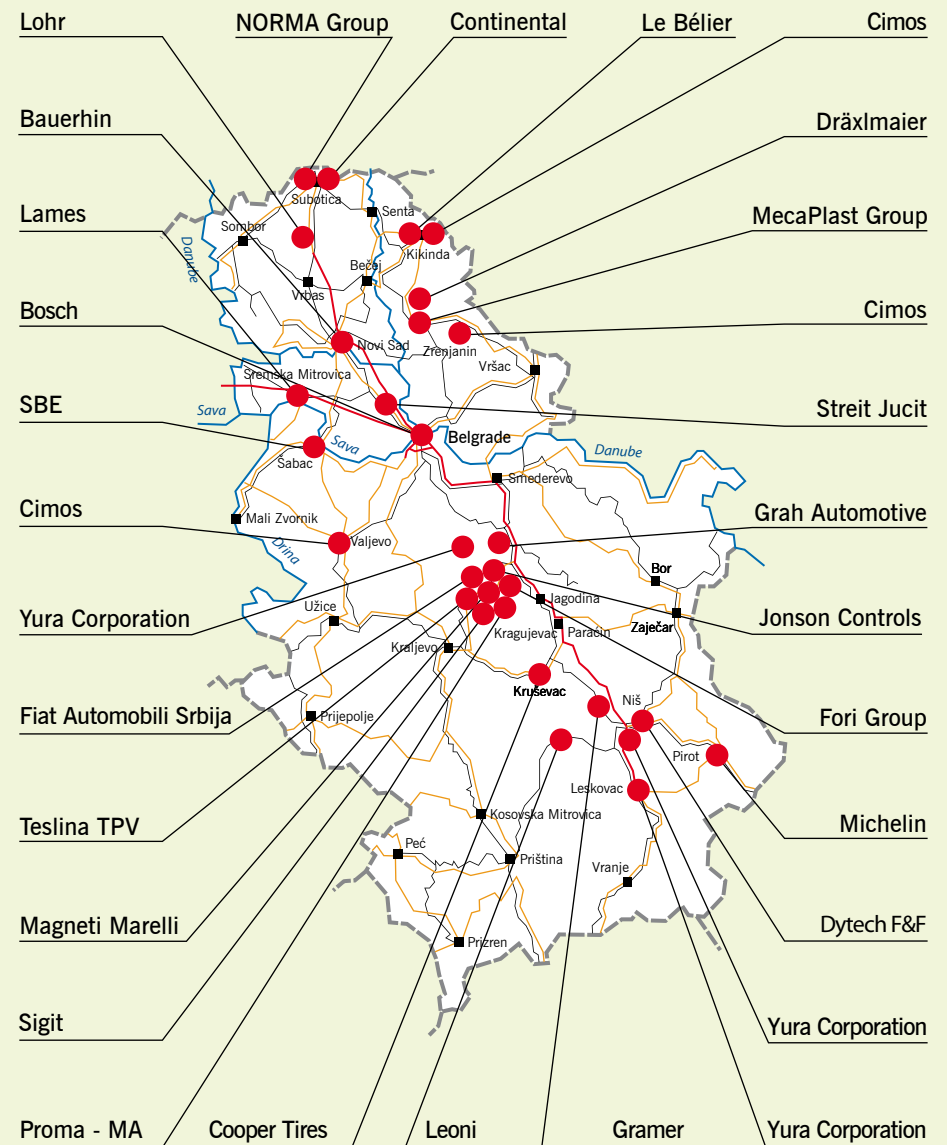 Lohr
NORMA Group
Continental
Le Bélier
Cimos
Bauerhin
Dräxlmaier
Lames
MecaPlast Group
Bosch
Cimos
SBE
Streit Jucit
Cimos
Grah Automotive
Yura Corporation
Jonson Controls
Fiat Automobili Srbija
Fori Group
Teslina TPV
Michelin
Magneti Marelli
Dytech F&F
Sigit
Yura Corporation
Proma - MA
Cooper Tires
Leoni
Gramer
Yura Corporation
Subotica
Senta
Sombor
Kikinda
Danube
Bečej
Vrbas
Novi Sad
Zrenjanin
Vršac
Sremska Mitrovica
Sava
Sava
Belgrade
Danube
Šabac
Smederevo
Mali Zvornik
Valjevo
Drina
Bor
Užice
Jagodina
Kragujevac
Paraćin
Zaječar
Kraljevo
Kruševac
Niš
Prijepolje
Pirot
Leskovac
Kosovska Mitrovica
Peć
Priština
Vranje
Prizren